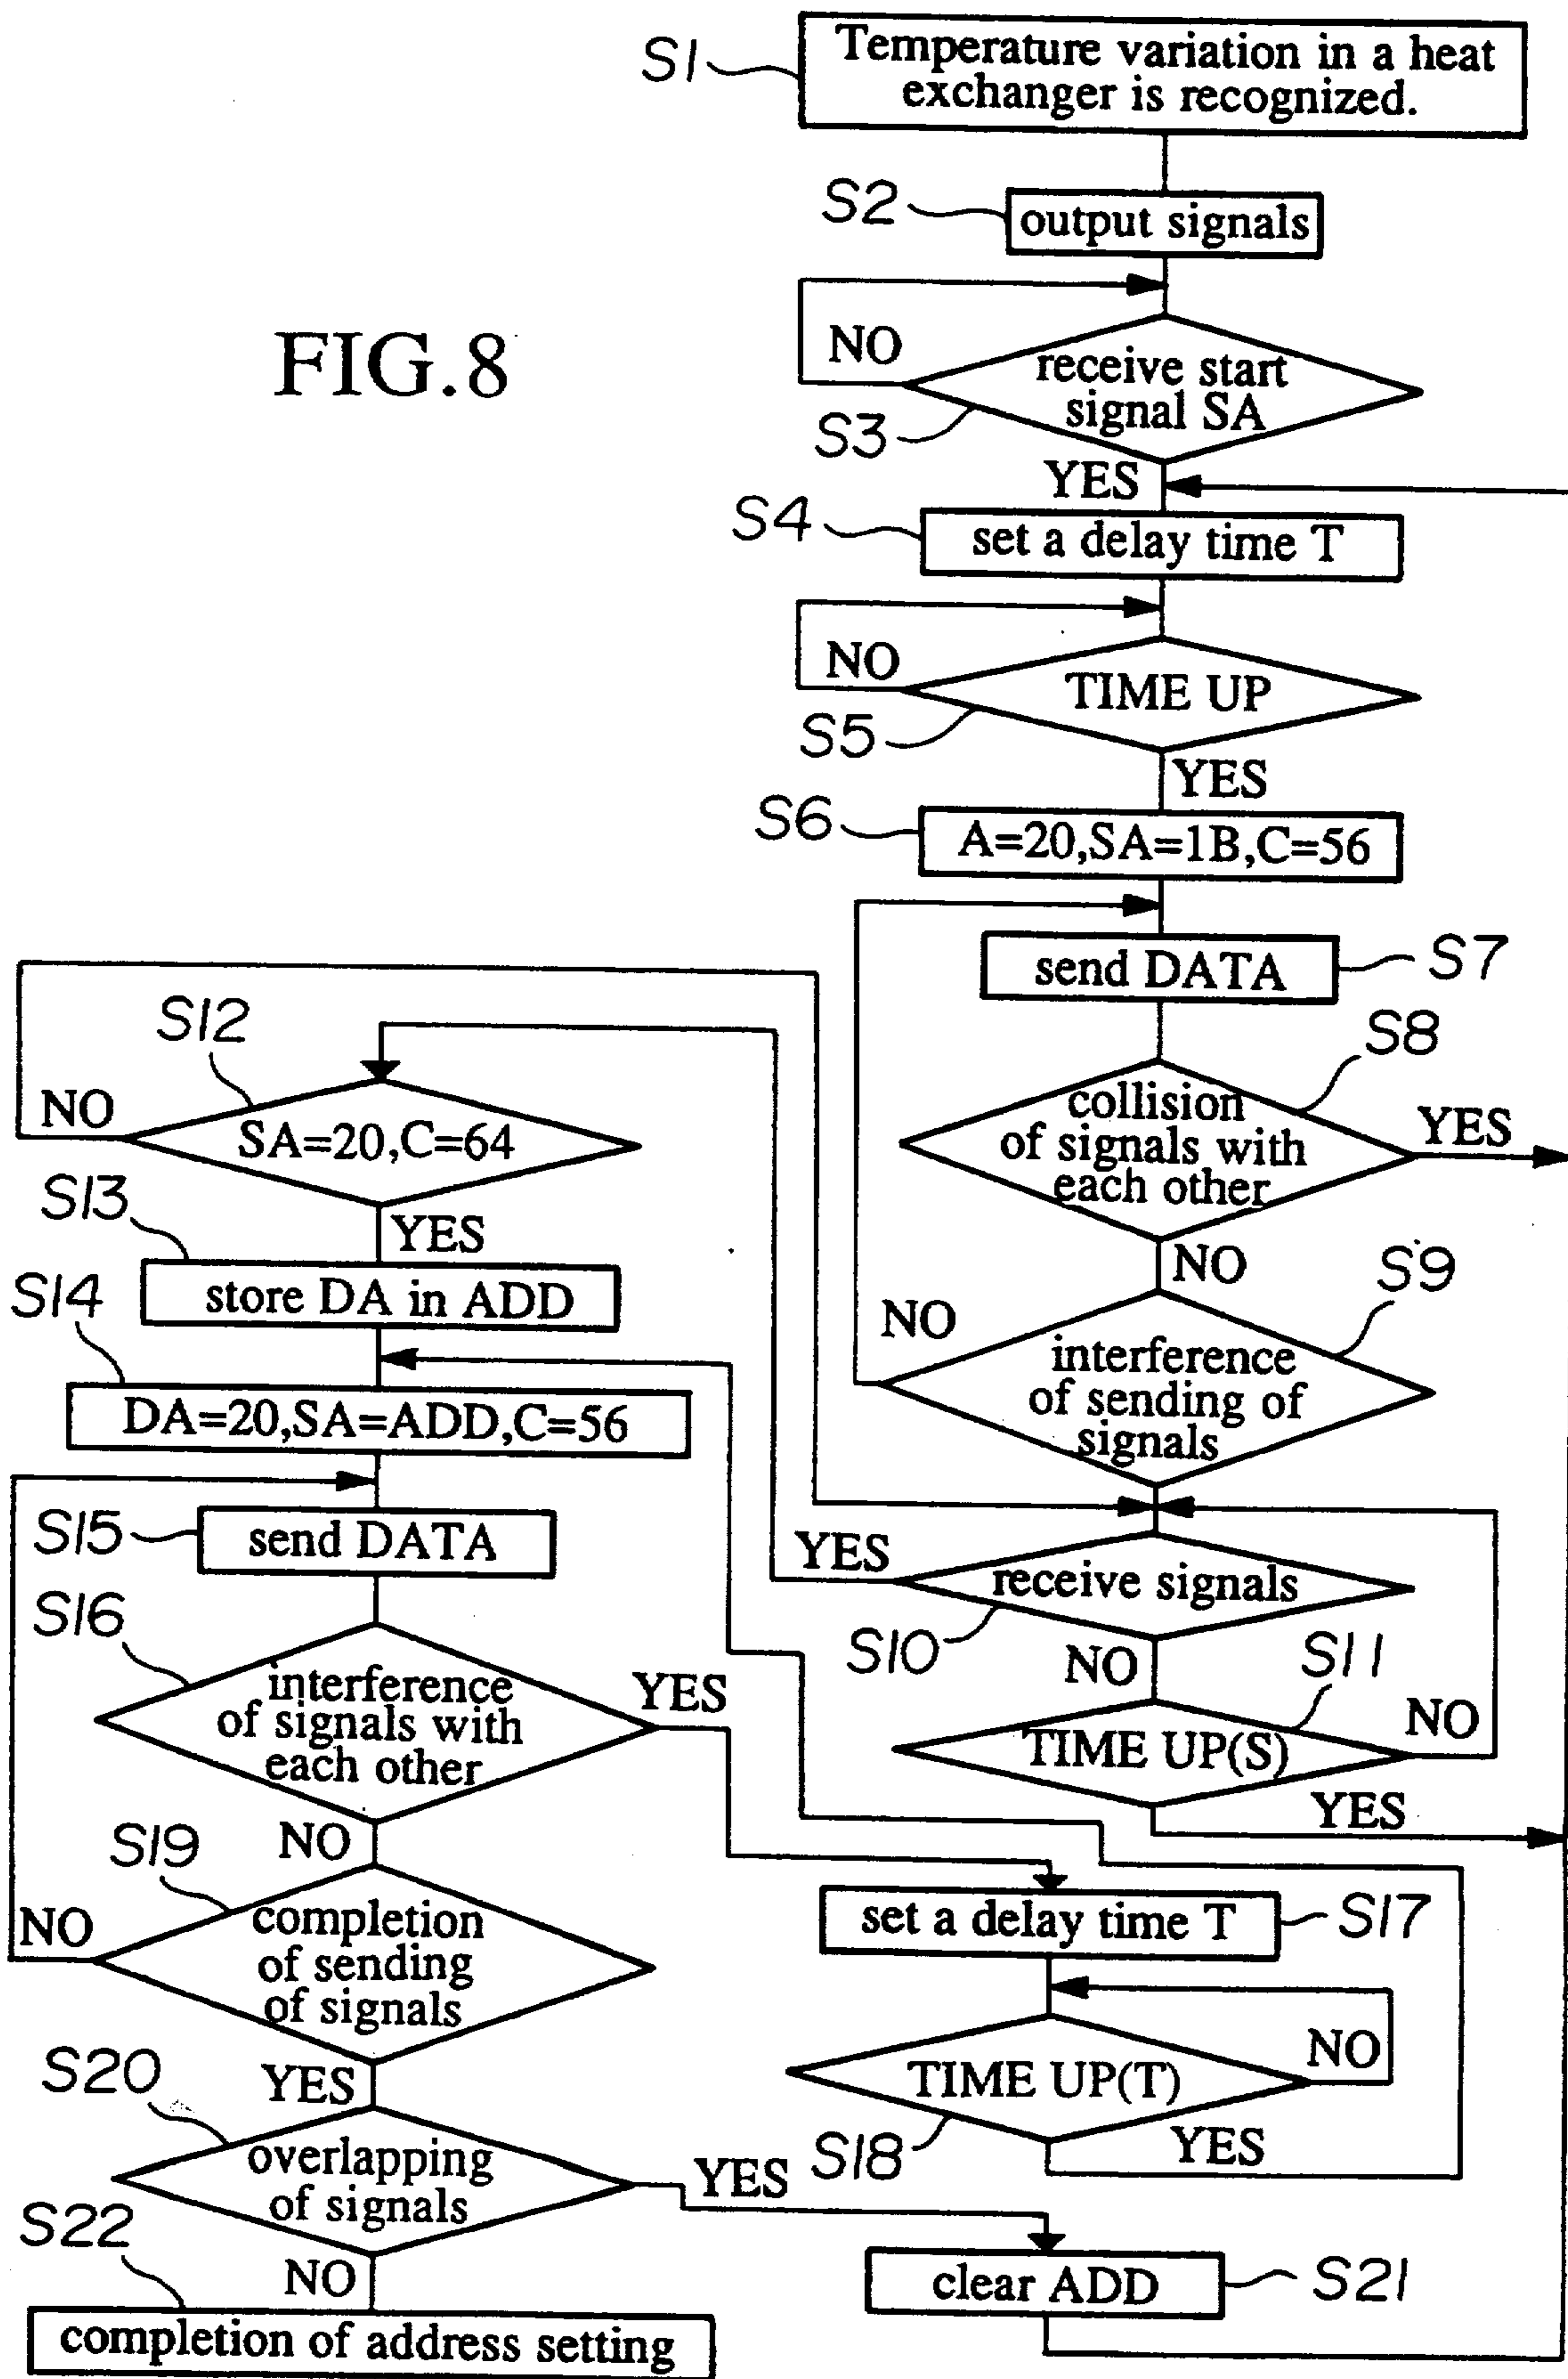 FIG.8
S1
Temperature variation in a heat
exchanger is recognized.
S2
output signals
NO
receive start
signal SA
S3
YES
S4
set a delay time T
NO
TIME UP
S5
YES
S6
A=20,SA=1B,C=56
send DATA
S7
S8
collision
of signals with
each other
YES
NO
S9
NO
interference
of sending of
signals
YES
receive signals
S10
NO
S11
TIME UP(S)
NO
YES
S12
NO
SA=20,C=64
S13
YES
store DA in ADD
S14
DA=20,SA=ADD,C=56
S15
send DATA
S16
interference
of signals with
each other
YES
NO
S17
set a delay time T
NO
TIME UP(T)
S18
YES
S19
NO
completion
of sending
of signals
YES
S20
overlapping
of signals
YES
S21
clear ADD
NO
S22
completion of address setting